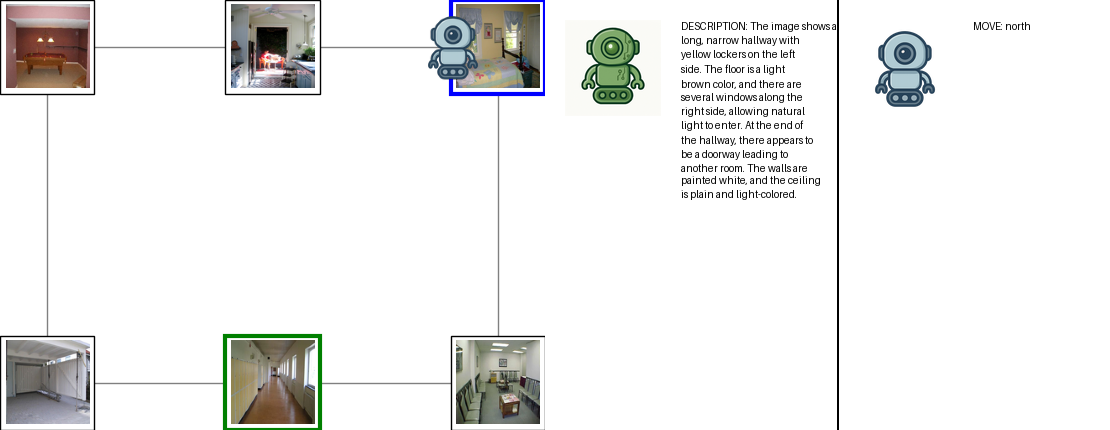 DESCRIPTION: The image shows a
long, narrow hallway with
yellow lockers on the left
side. The floor is a light
brown color, and there are
several windows along the
right side, allowing natural
light to enter. At the end of
the hallway, there appears to
be a doorway leading to
another room. The walls are
painted white, and the ceiling
is plain and light-colored.
MOVE: north